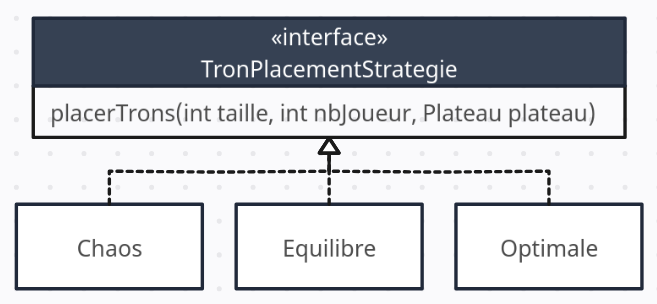 «interface»
TronPlacementStrategie
placerTrons(int taille, int nbJoueur, Plateau plateau)
Chaos
Equilibre
Optimale